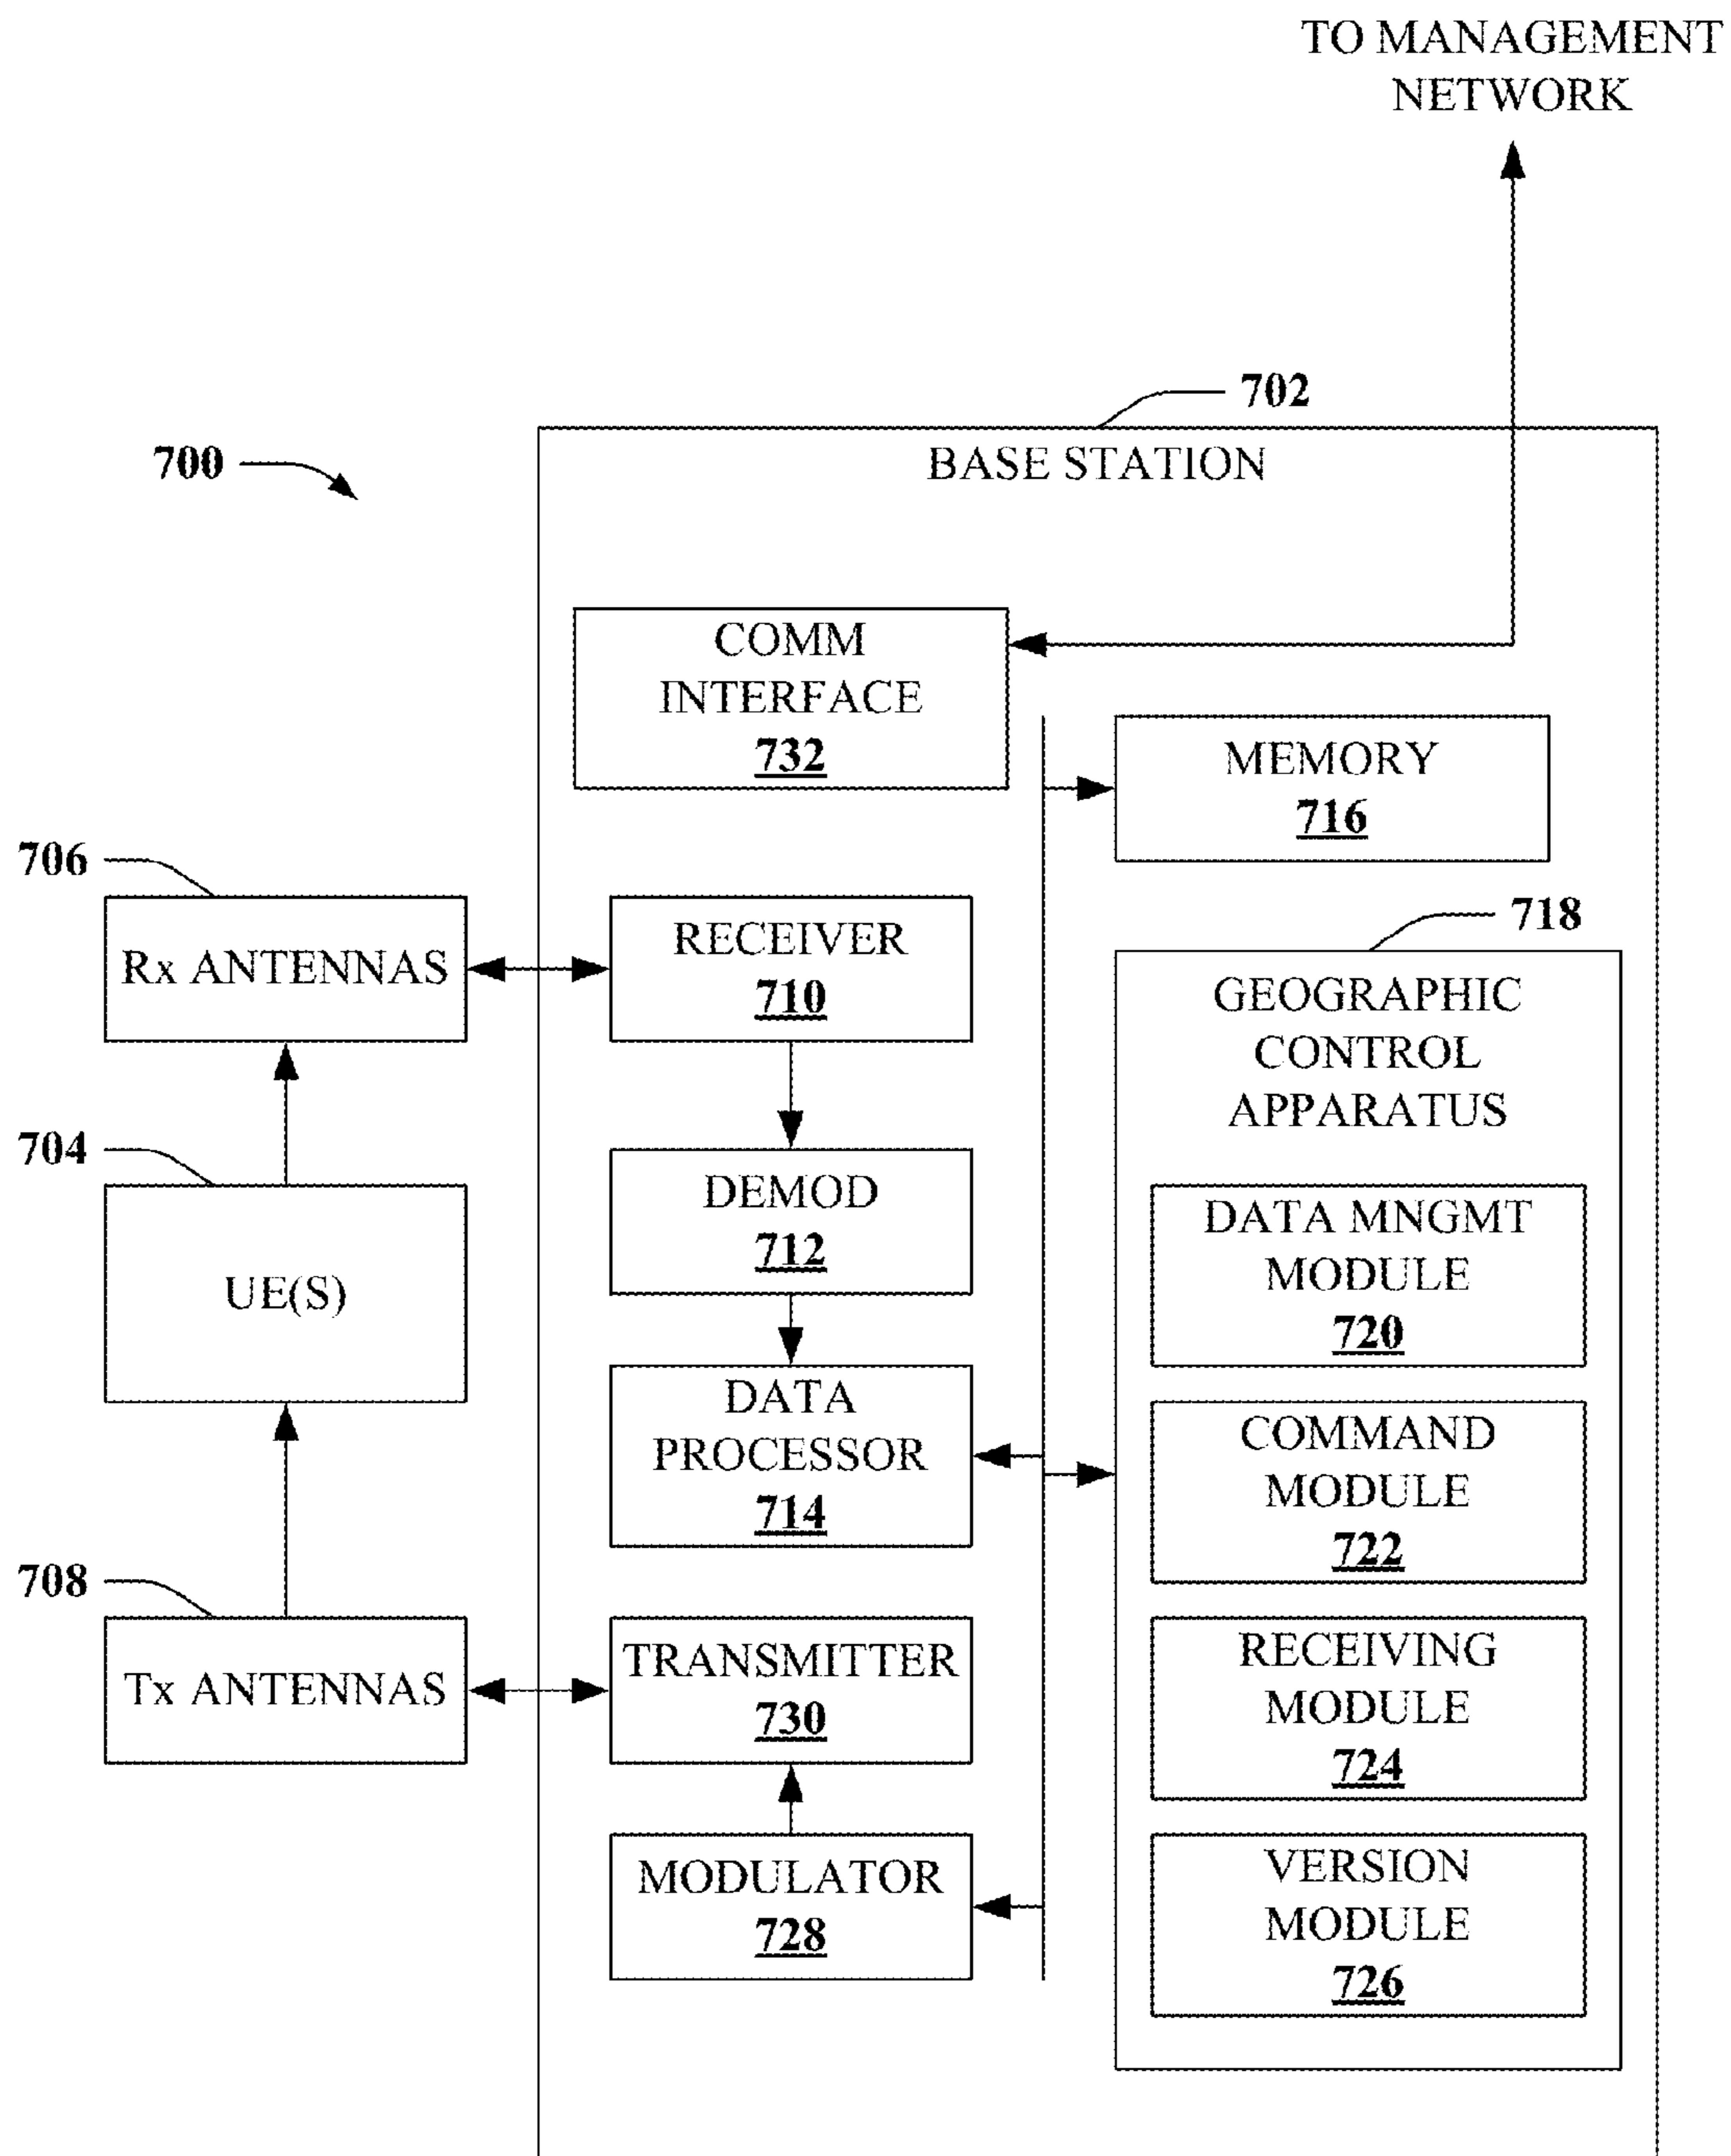 TO MANAGEMENT
NETWORK
702
700
BASE STATION
COMM
INTERFACE
732
MEMORY
716
706
Rx ANTENNAS
RECEIVER
710
718
GEOGRAPHIC
CONTROL
APPARATUS
704
UE(S)
DEMOD
712
DATA MNGMT
MODULE
720
DATA
PROCESSOR
714
COMMAND
MODULE
722
708
Tx ANTENNAS
TRANSMITTER
730
RECEIVING
MODULE
724
MODULATOR
728
VERSION
MODULE
726